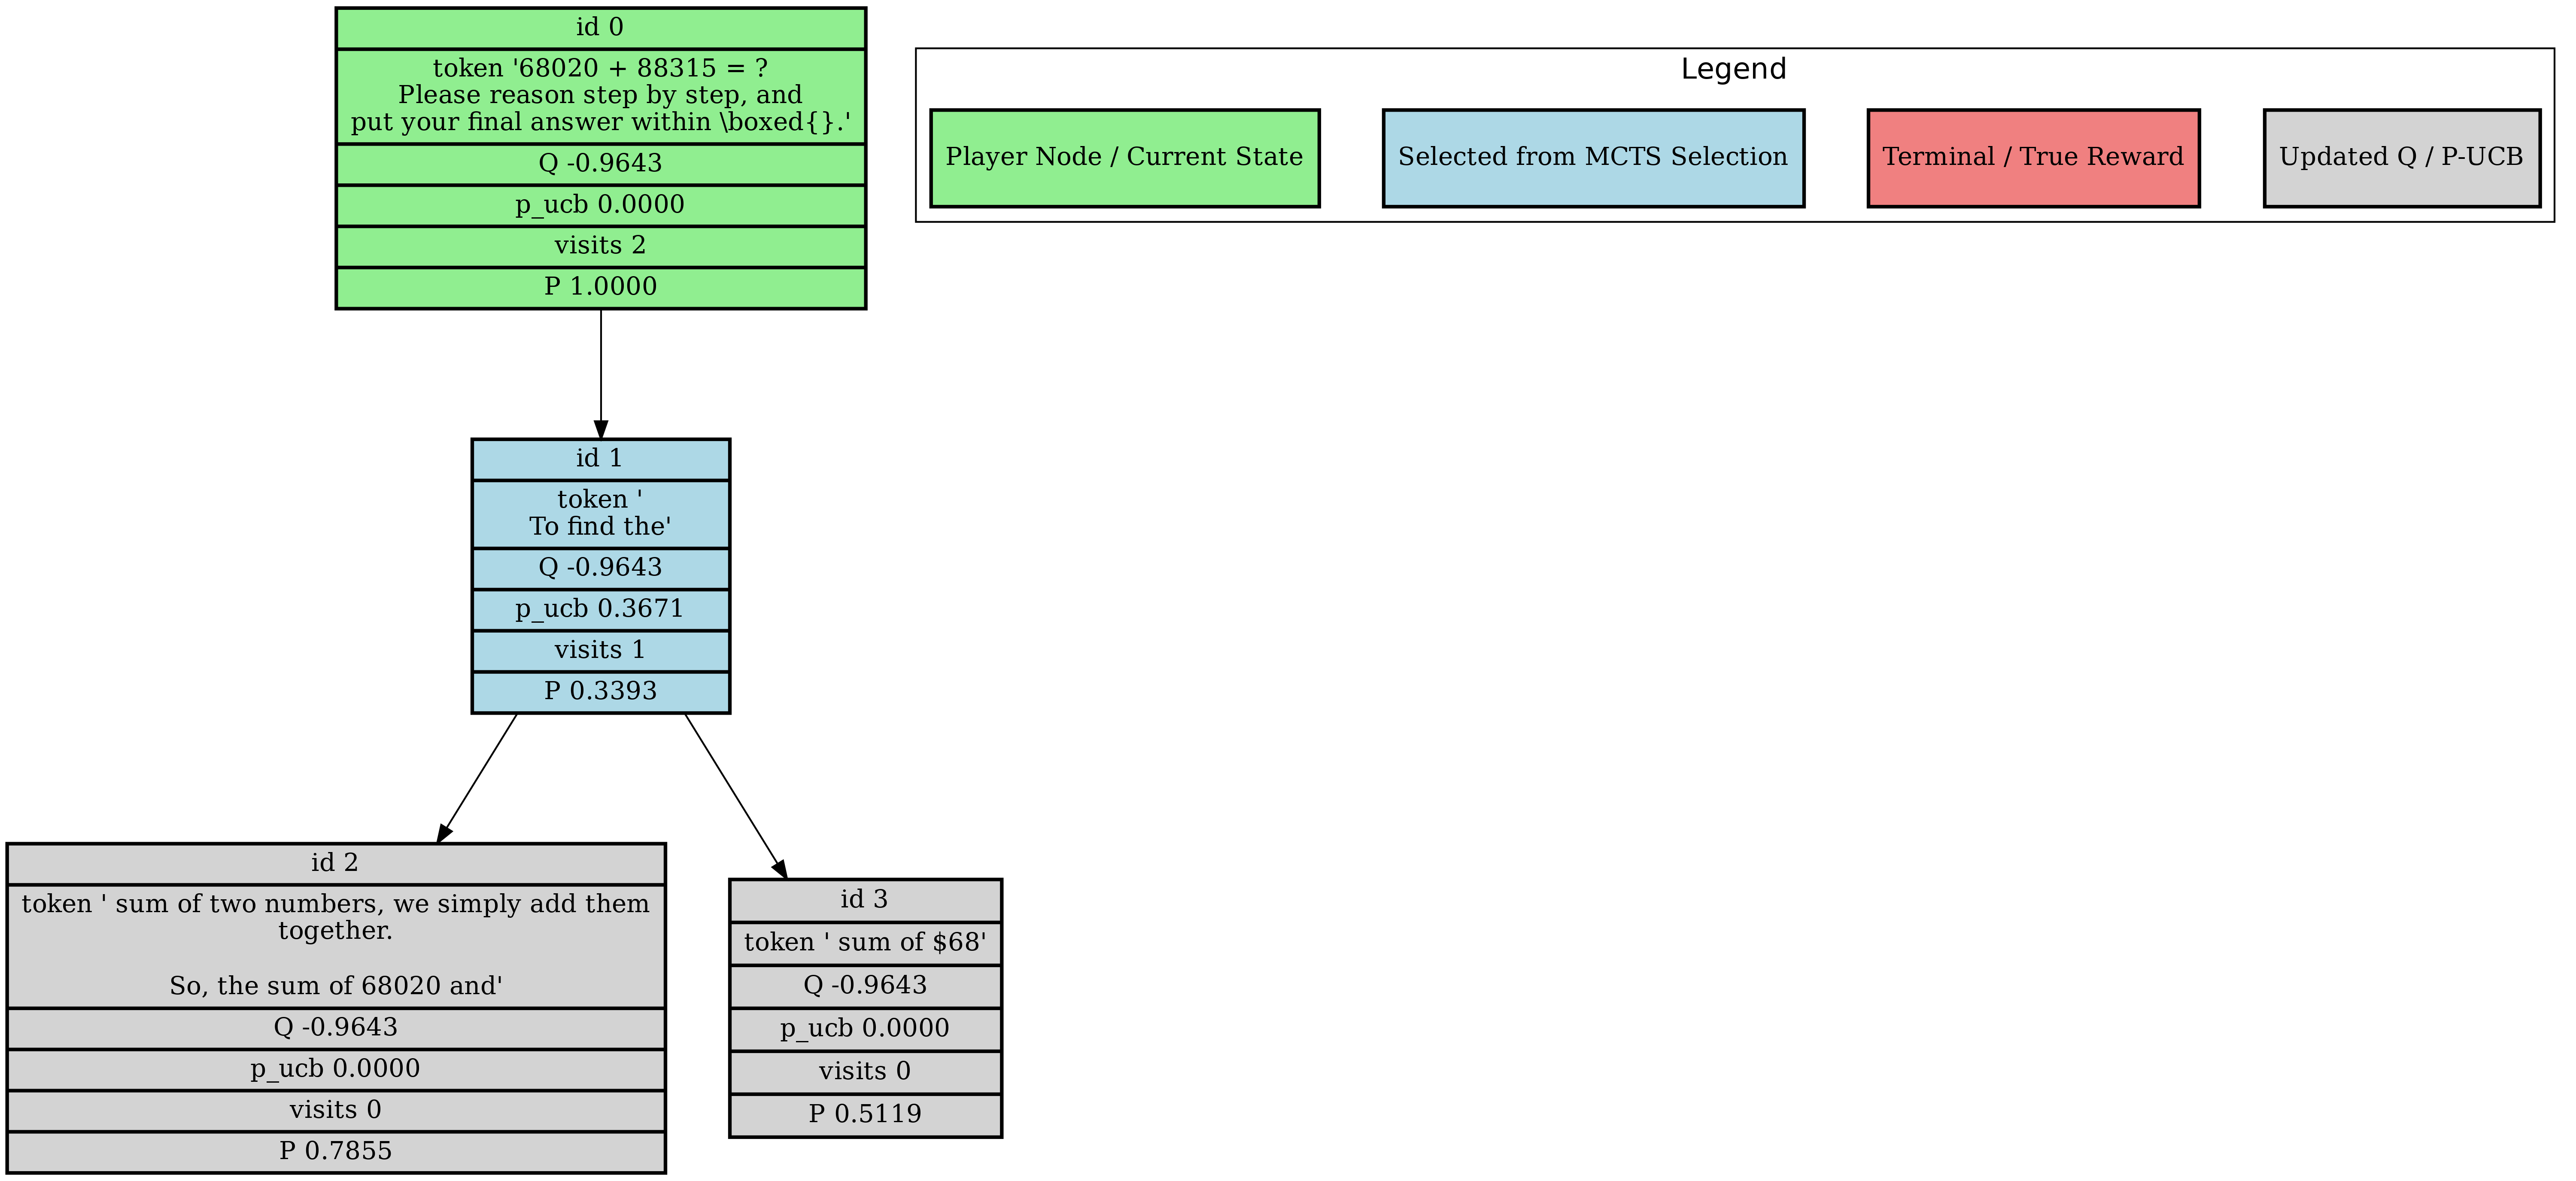 id 0
token '68020 + 88315 = ?
Please reason step by step, and
put your final answer within \boxed{}.'
Q -0.9643
p_ucb 0.0000
visits 2
P 1.0000
Legend
Player Node / Current State
Selected from MCTS Selection
Terminal / True Reward
Updated Q / P-UCB
id 1
token '
To find the'
Q -0.9643
p_ucb 0.3671
visits 1
P 0.3393
id 2
token ' sum of two numbers, we simply add them
together.
So, the sum of 68020 and'
Q -0.9643
p_ucb 0.0000
visits 0
P 0.7855
id 3
token ' sum of $68'
Q -0.9643
p_ucb 0.0000
visits 0
P 0.5119